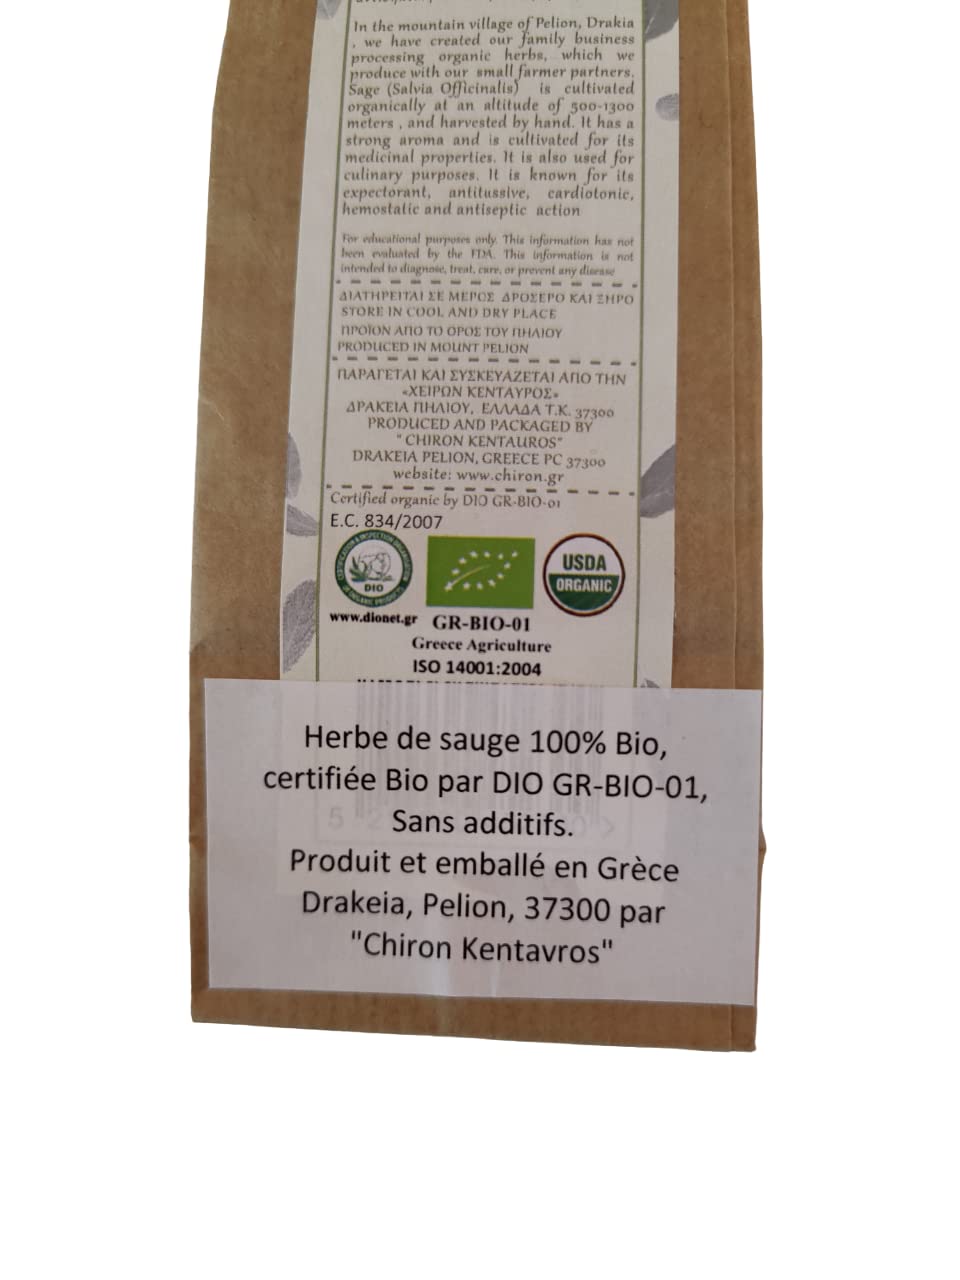 In the mountain village of Pelion, Drakia
, we have created our family business
processing organic herbs, which we
produce with our small farmer partners.
Sage (Salvia Officinalis) is cultivated
organically at an altitude of 500-1300
meters , and harvested by hand. It has a
strong aroma and is cultivated for its
medicinal properties. It is also used for
culinary purposes. It is known for its
expectorant, antitussive, cardiotonic,
hemostatic and antiseptic action
For educational purposes only. This information has not
been evaluated by the FDA. This information is not
intended to diagnose, treat, cure, or prevent any disease
ΔΙΑΤΗΡΕΙΤΑΙ ΣΕ ΜΕΡΟΣ ΔΡΟΣΕΡΟ ΚΑΙ ΞΗΡΟ
STORE IN COOL AND DRY PLACE
ΠΡΟΪΟΝ ΑΠΟ ΤΟ ΟΡΟΣ ΤΟΥ ΠΗΛΙΟΥ
PRODUCED IN MOUNT PELION
ΠΑΡΑΓΕΤΑΙ ΚΑΙ ΣΥΣΚΕΥΑΖΕΤΑΙ ΑΠΟ ΤΗΝ
«ΧΕΙΡΩΝ ΚΕΝΤΑΥΡΟΣ»
ΔΡΑΚΕΙΑ ΠΗΛΙΟΥ, ΕΛΛΑΔΑ Τ.Κ. 37300
PRODUCED AND PACKAGED BY
"CHIRON KENTAUROS"
DRAKEIA PELION, GREECE PC 37300
website: www.chiron.gr
Certified organic by DIO GR-BIO-01
E.C. 834/2007
CERTIFICATION & INSPECTION ORGANIZATION
OF ORGANIC PRODUCTS
DIO
USDA
ORGANIC
www.dionet.gr GR-BIO-01
Greece Agriculture
ISO 14001:2004
Herbe de sauge 100% Bio,
certifiée Bio par DIO GR-BIO-01,
Sans additifs.
Produit et emballé en Grèce
Drakeia, Pelion, 37300 par
"Chiron Kentavros"